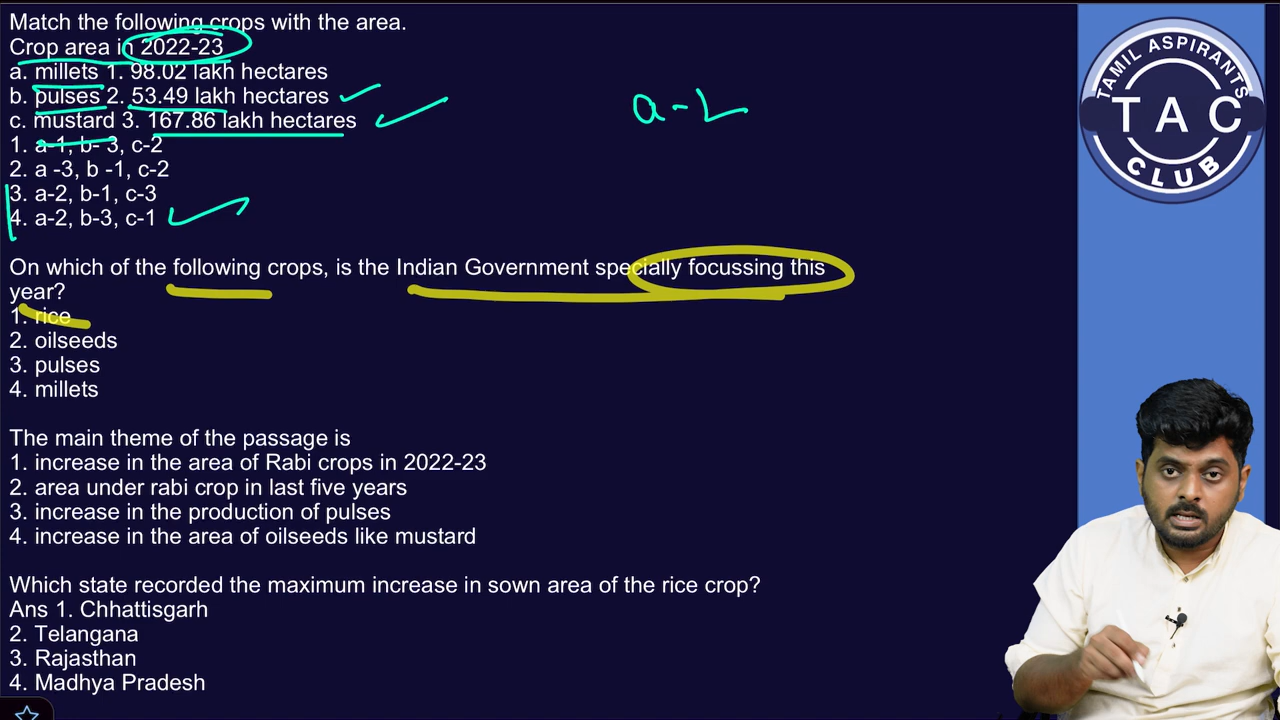 Match the following crops with the area.
Crop area in 2022-23
a. millets 1. 98.02 lakh hectares
b. pulses 2. 53.49 lakh hectares
c. mustard 3. 167.86 lakh hectares
1. a-1, b- 3, c-2
2. a -3, b -1, c-2
3. a-2, b-1, c-3
4. a-2, b-3, c-1
a-2
On which of the following crops, is the Indian Government specially focussing this
year?
1. rice
2. oilseeds
3. pulses
4. millets
The main theme of the passage is
1. increase in the area of Rabi crops in 2022-23
2. area under rabi crop in last five years
3. increase in the production of pulses
4. increase in the area of oilseeds like mustard
Which state recorded the maximum increase in sown area of the rice crop?
Ans 1. Chhattisgarh
2. Telangana
3. Rajasthan
4. Madhya Pradesh
TAMIL ASPIRANTS
TAC
CLUB